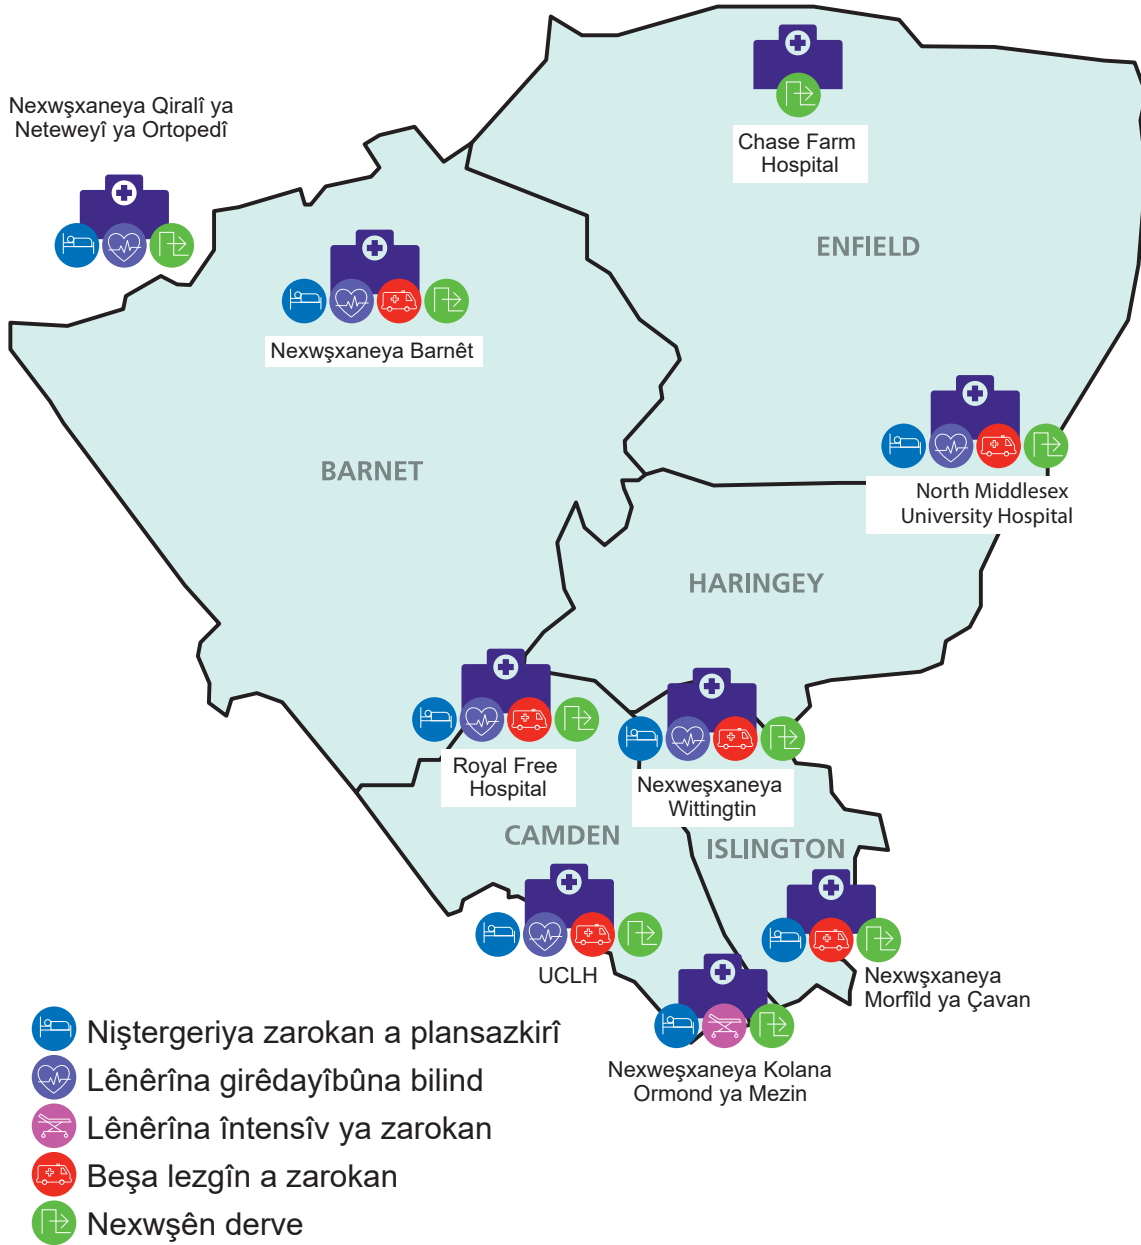 Nexwşxaneya Qiralî ya
Neteweyî ya Ortopedî
Chase Farm
Hospital
ENFIELD
Nexwşxaneya Barnêt
BARNET
North Middlesex
University Hospital
HARINGEY
Royal Free
Hospital
Nexweşxaneya
Wittingtin
CAMDEN
ISLINGTON
UCLH
Nexwşxaneya
Morfîld ya Çavan
Nexweşxaneya Kolana
Ormond ya Mezin
Niştergeriya zarokan a plansazkirî
Lênêrîna girêdayîbûna bilind
Lênêrîna întensîv ya zarokan
Beşa lezgîn a zarokan
Nexwşên derve